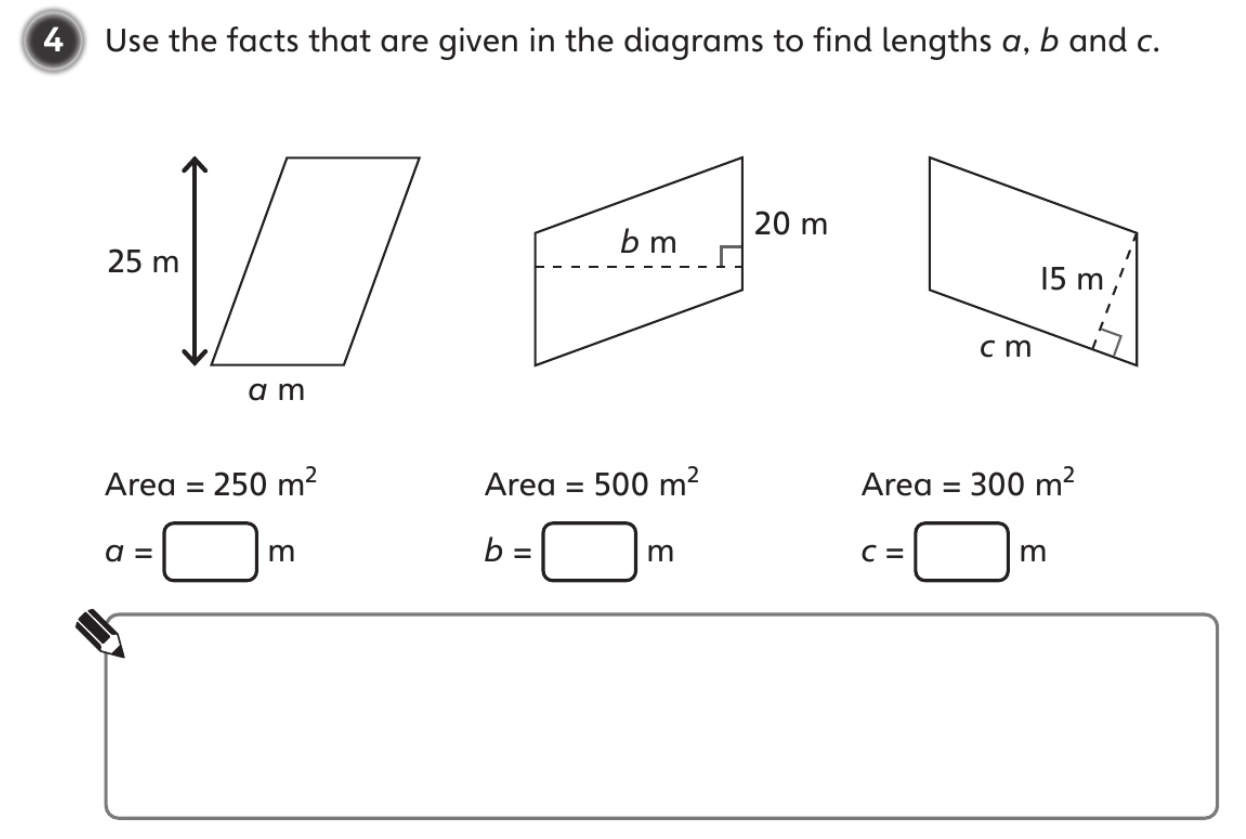 4 Use the facts that are given in the diagrams to find lengths a, b and c.
25 m
a m
b m
20 m
15 m
c m
Area = 250 m²
Area = 500 m²
Area = 300 m²
a = m
b = m
c = m